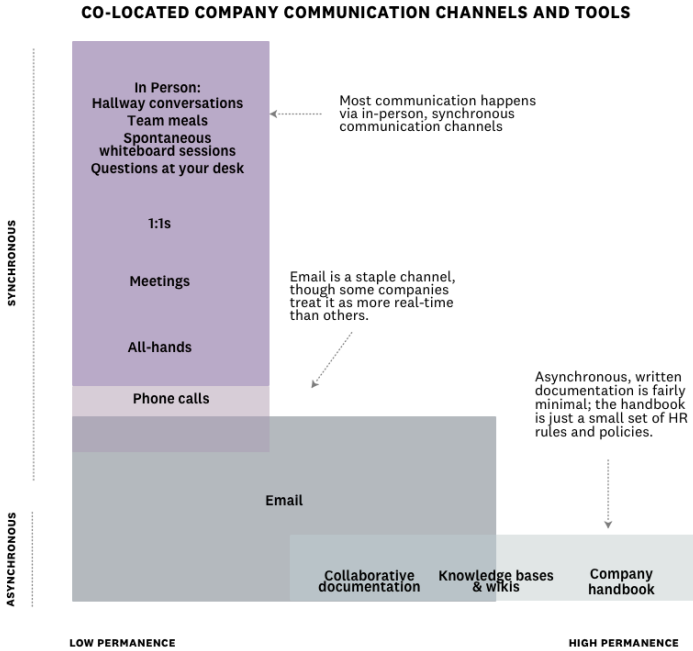 CO-LOCATED COMPANY COMMUNICATION CHANNELS AND TOOLS
In Person:
Hallway conversations
Team meals
Spontaneous
whiteboard sessions
Questions at your desk
Most communication happens
via in-person, synchronous
communication channels
1:1s
SYNCHRONOUS
Meetings
Email is a staple channel,
though some companies
treat it as more real-time
than others.
All-hands
Phone calls
Asynchronous, written
documentation is fairly
minimal; the handbook
is just a small set of HR
rules and policies.
Email
ASYNCHRONOUS
Collaborative
documentation
Knowledge bases
& wikis
Company
handbook
LOW PERMANENCE
HIGH PERMANENCE